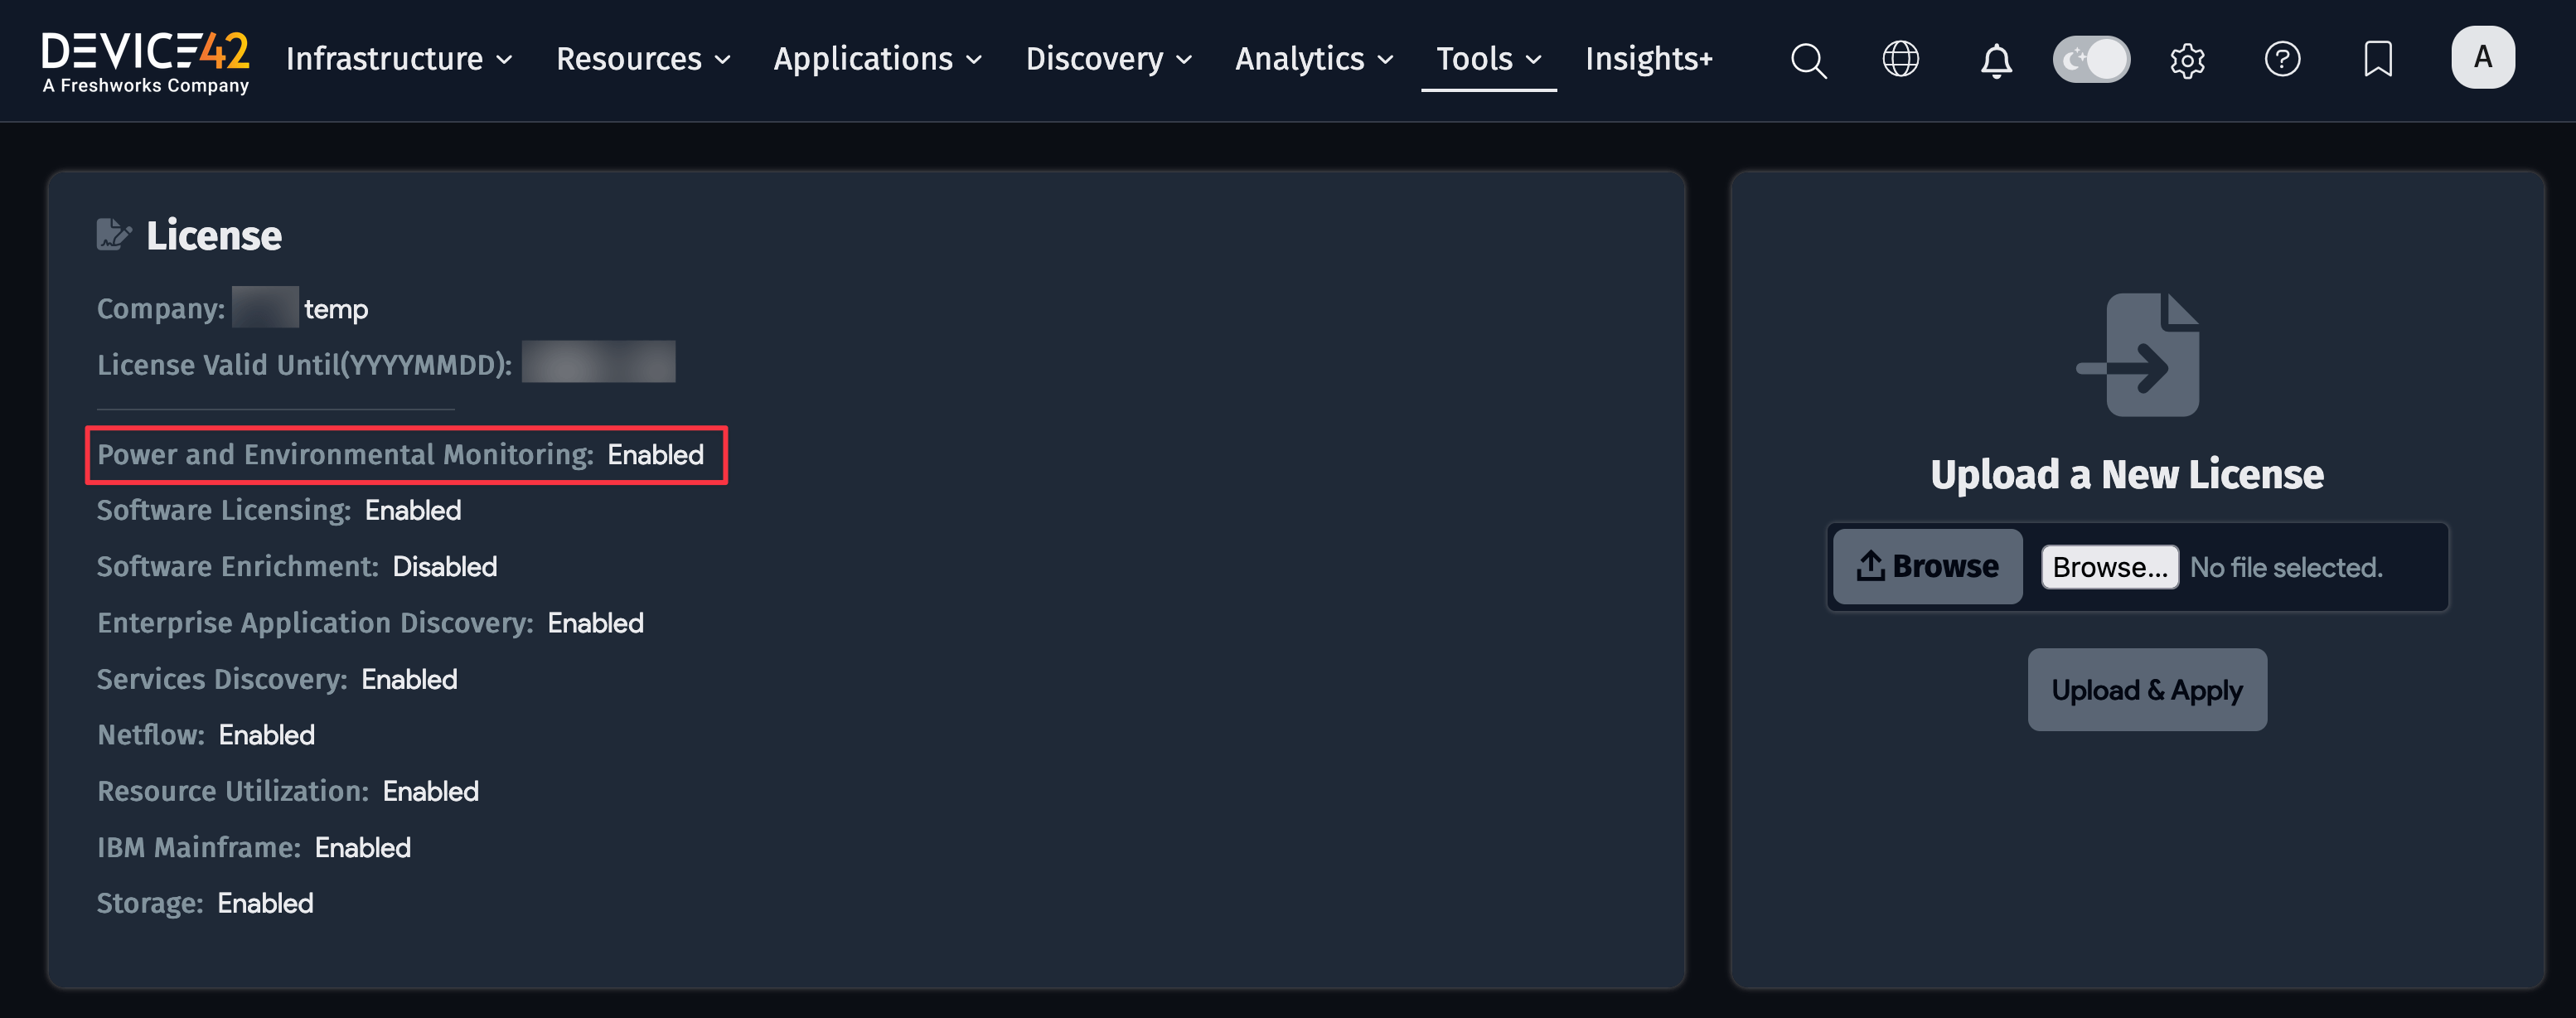 DEVICE42
A Freshworks Company
Infrastructure
Resources
Applications
Discovery
Analytics
Tools
Insights+
A
License
Company: temp
License Valid Until(YYYYMMDD):
Power and Environmental Monitoring: Enabled
Software Licensing: Enabled
Software Enrichment: Disabled
Enterprise Application Discovery: Enabled
Services Discovery: Enabled
Netflow: Enabled
Resource Utilization: Enabled
IBM Mainframe: Enabled
Storage: Enabled
Upload a New License
Browse Browse... No file selected.
Upload & Apply